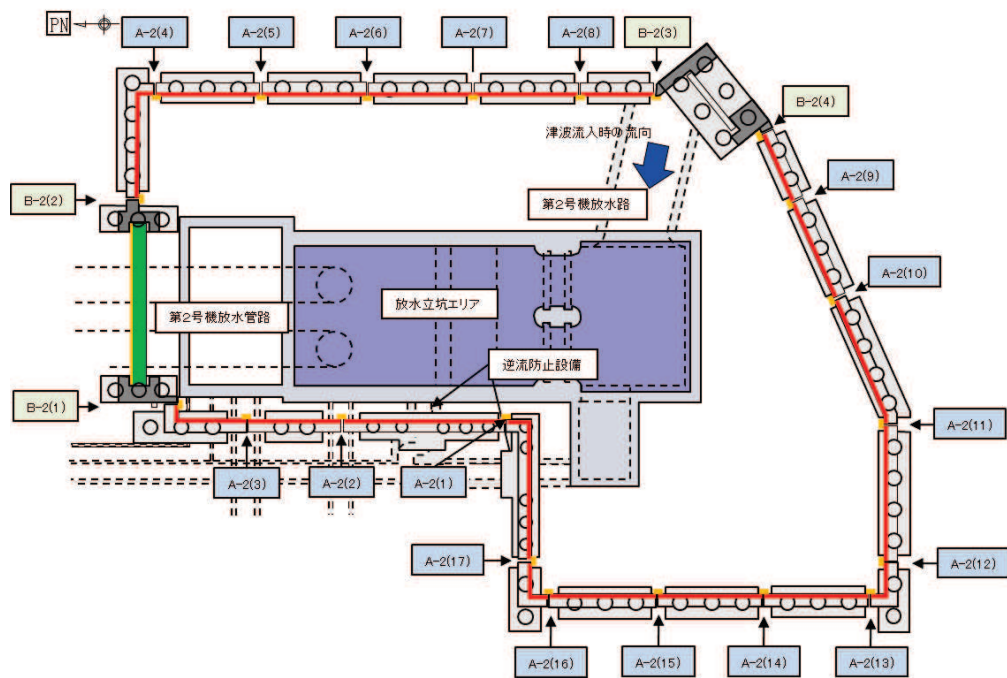 PN
A-2(4)
A-2(5)
A-2(6)
A-2(7)
A-2(8)
B-2(3)
B-2(4)
津波流入時の流向
A-2(9)
B-2(2)
第2号機放水路
A-2(10)
放水立坑エリア
第2号機放水管路
逆流防止設備
B-2(1)
A-2(11)
A-2(3)
A-2(2)
A-2(1)
A-2(17)
A-2(12)
A-2(16)
A-2(15)
A-2(14)
A-2(13)